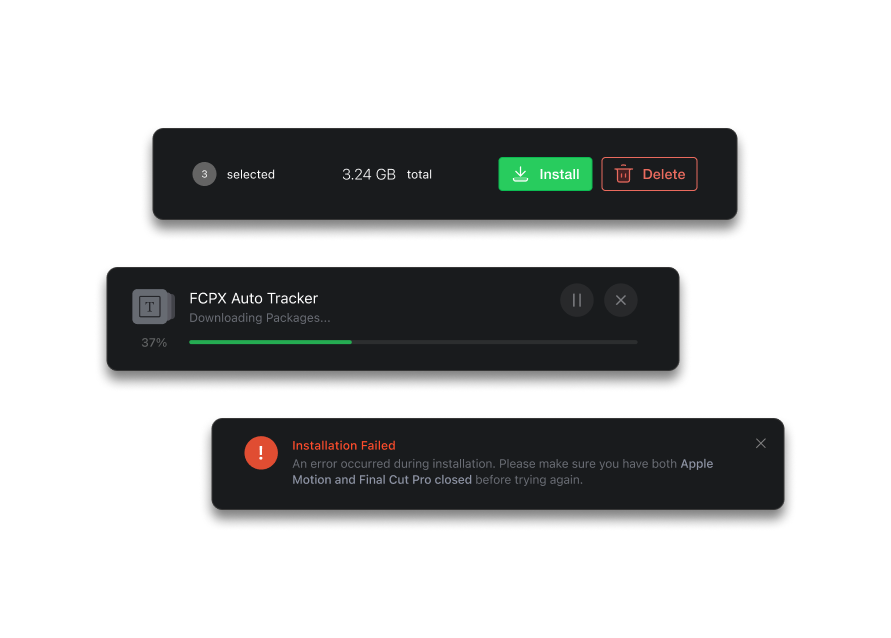 3 selected 3.24 GB total Install Delete
T FCPX Auto Tracker
Downloading Packages...
37%
! Installation Failed
An error occurred during installation. Please make sure you have both Apple
Motion and Final Cut Pro closed before trying again.